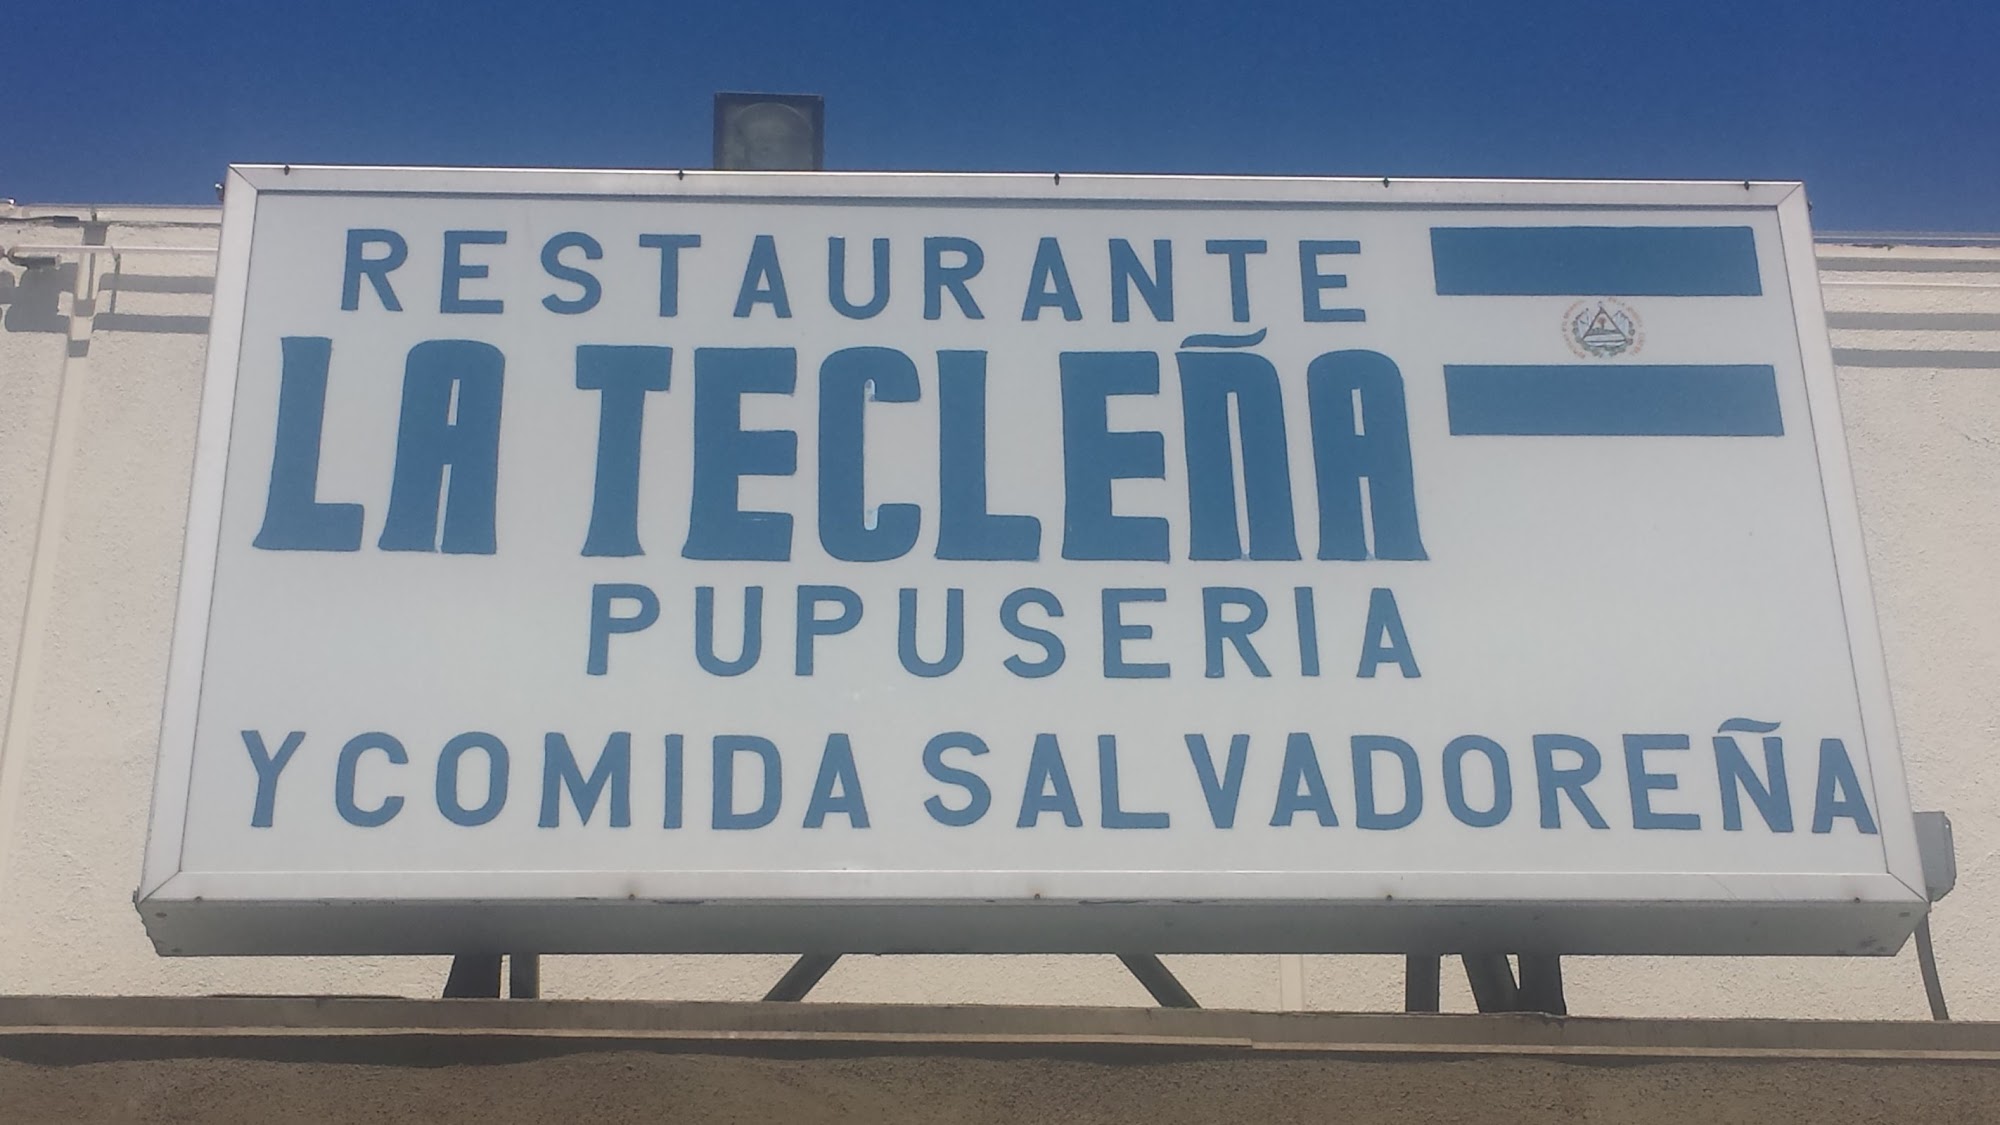 RESTAURANTE
LA TECLEÑA
PUPUSERIA
Y COMIDA SALVADOREÑA